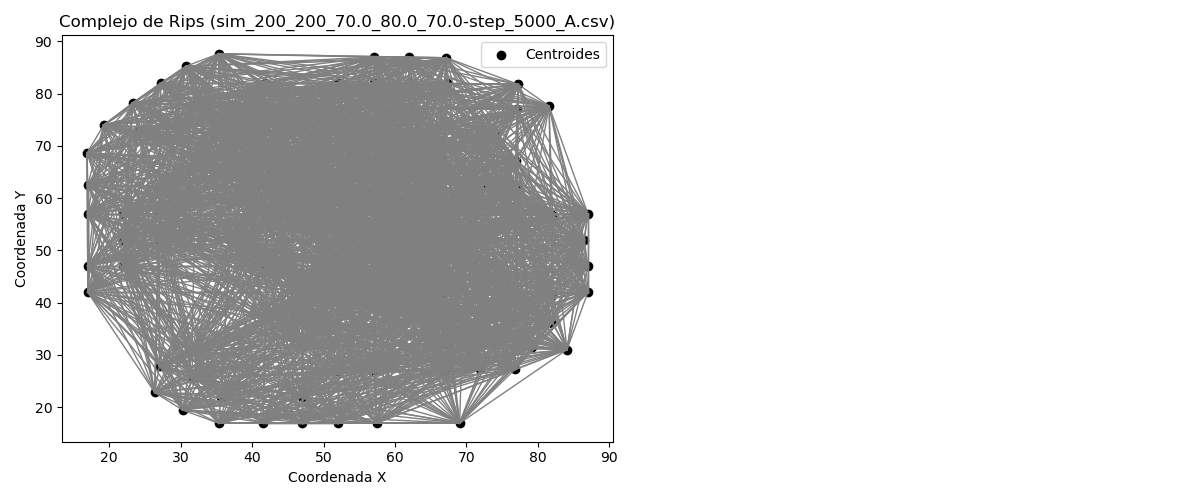 Complejo de Rips (sim_200_200_70.0_80.0_70.0-step_5000_A.csv)
Centroides
90
80
70
60
50
40
30
20
Coordenada Y
20 30 40 50 60 70 80 90
Coordenada X